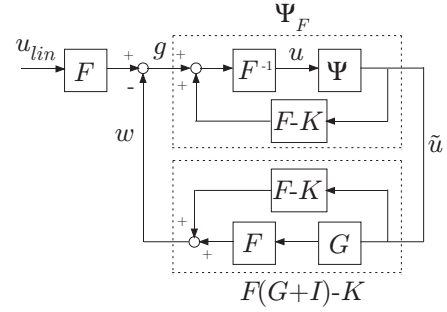 Ψ_F
u_lin F + - g + + F⁻¹ u Ψ
F-K
w ũ
F-K
+ + F G
F(G+I)-K